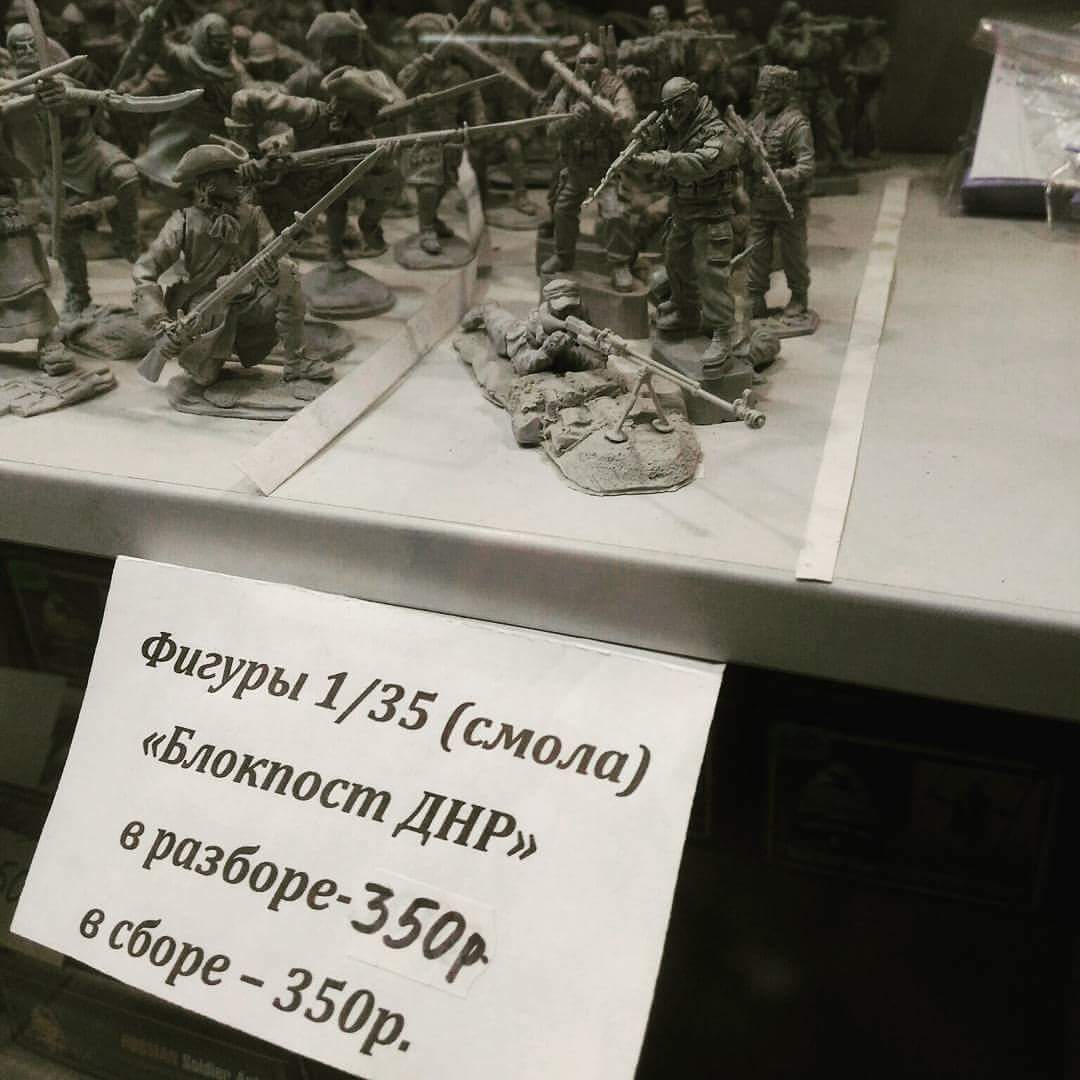 Фигуры 1/35 (смола)
«Блокпост ДНР»
в разборе-350р.
в сборе – 350р.